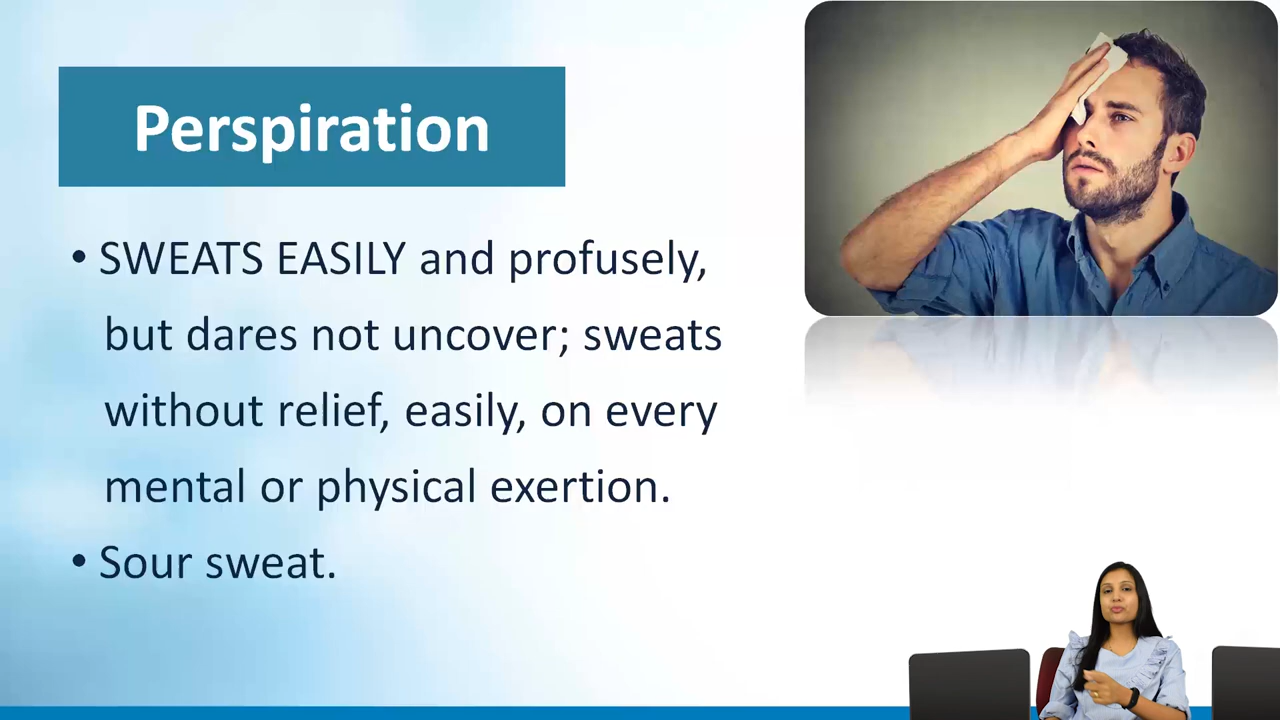 Perspiration
• SWEATS EASILY and profusely,
but dares not uncover; sweats
without relief, easily, on every
mental or physical exertion.
• Sour sweat.